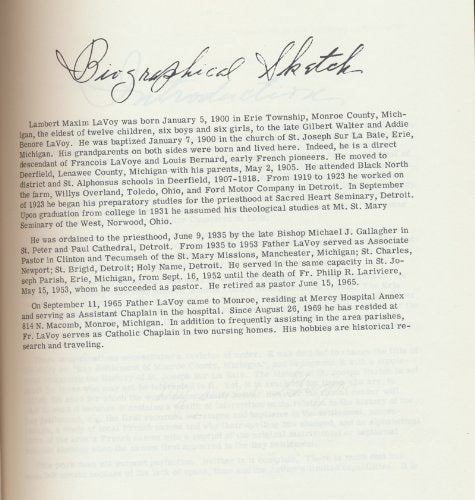 Biographical Sketch
Lambert Maxim LaVoy was born January 5, 1900 in Erie Township, Monroe County, Mich-
igan, the eldest of twelve children, six boys and six girls, to the late Gilbert Walter and Addie
Benore LaVoy. He was baptized January 7, 1900 in the church of St. Joseph Sur La Baie, Erie,
Michigan. His grandparents on both sides were born and lived here. Indeed, he is a direct
descendant of Francois LaVoye and Louis Bernard, early French pioneers. He moved to
Deerfield, Lenawee County, Michigan with his parents, May 2, 1905. He attended Black North
district and St. Alphonsus schools in Deerfield, 1907-1918. From 1919 to 1923 he worked on
the farm, Willys Overland, Toledo, Ohio, and Ford Motor Company in Detroit. In September
of 1923 he began his preparatory studies for the priesthood at Sacred Heart Seminary, Detroit.
Upon graduation from college in 1931 he assumed his theological studies at Mt. St. Mary
Seminary of the West, Norwood, Ohio.
He was ordained to the priesthood, June 9, 1935 by the late Bishop Michael J. Gallagher in
St. Peter and Paul Cathedral, Detroit. From 1935 to 1953 Father LaVoy served as Associate
Pastor in Clinton and Tecumseh of the St. Mary Missions, Manchester, Michigan; St. Charles,
Newport; St. Brigid, Detroit; Holy Name, Detroit. He served in the same capacity in St. Jo-
seph Parish, Erie, Michigan, from Sept. 16, 1952 until the death of Fr. Philip R. Lariviere,
May 15, 1953, whom he succeeded as pastor. He retired as pastor June 15, 1965.
On September 11, 1965 Father LaVoy came to Monroe, residing at Mercy Hospital Annex
and serving as Assistant Chaplain in the hospital. Since August 26, 1969 he has resided at
814 N. Macomb, Monroe, Michigan. In addition to frequently assisting in the area parishes,
Fr. LaVoy serves as Catholic Chaplain in two nursing homes. His hobbies are historical re-
search and traveling.